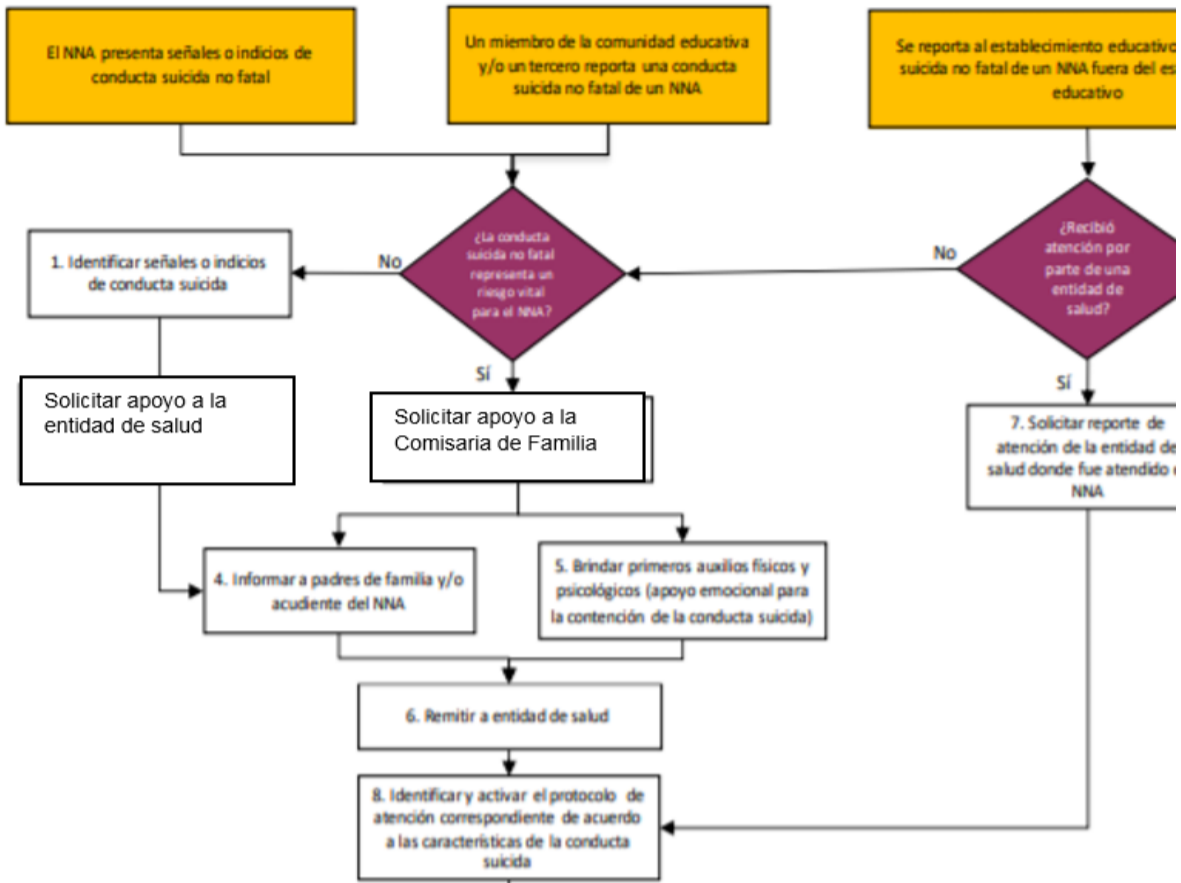 El NNA presenta señales o indicios de
conducta suicida no fatal
Un miembro de la comunidad educativa
y/o un tercero reporta una conducta
suicida no fatal de un NNA
Se reporta al establecimiento educativo
suicida no fatal de un NNA fuera del es
educativo
¿La conducta
suicida no fatal
representa un
riesgo vital
para el NNA?
¿Recibió
atención por
parte de una
entidad de
salud?
No
No
1. Identificar señales o indicios
de conducta suicida
Sí
Sí
Solicitar apoyo a la
entidad de salud
Solicitar apoyo a la
Comisaria de Familia
7. Solicitar reporte de
atención de la entidad de
salud donde fue atendido e
NNA
4. Informar a padres de familia y/o
acudiente del NNA
5. Brindar primeros auxilios físicos y
psicológicos (apoyo emocional para
la contención de la conducta suicida)
6. Remitir a entidad de salud
8. Identificar y activar el protocolo de
atención correspondiente de acuerdo
a las características de la conducta
suicida